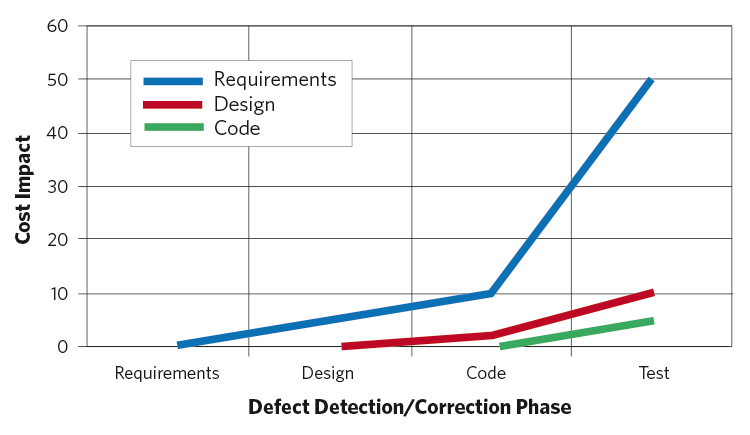 60
50
40
30
20
10
0
Cost Impact
Requirements
Design
Code
Requirements Design Code Test
Defect Detection/Correction Phase